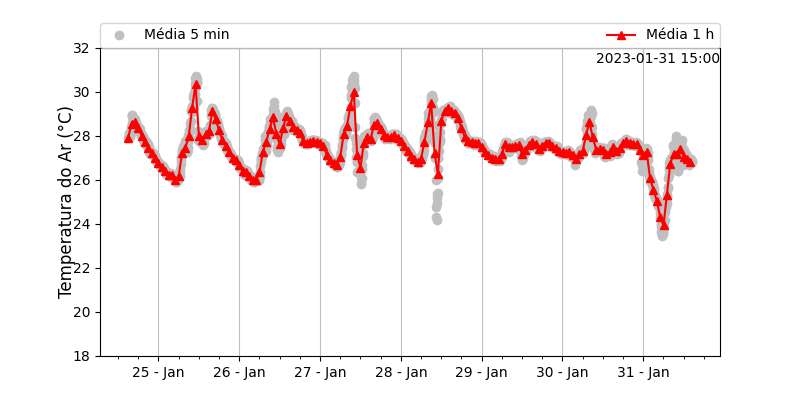 Média 5 min
Média 1 h
2023-01-31 15:00
Temperatura do Ar (°C)
32
30
28
26
24
22
20
18
25 - Jan
26 - Jan
27 - Jan
28 - Jan
29 - Jan
30 - Jan
31 - Jan